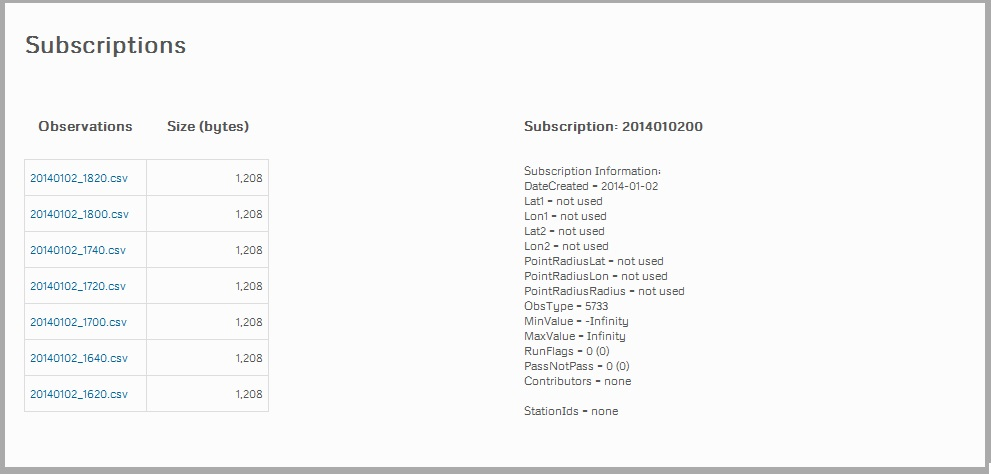 Subscriptions
Observations Size (bytes)
20140102_1820.csv 1,208
20140102_1800.csv 1,208
20140102_1740.csv 1,208
20140102_1720.csv 1,208
20140102_1700.csv 1,208
20140102_1640.csv 1,208
20140102_1620.csv 1,208
Subscription: 2014010200
Subscription Information:
DateCreated = 2014-01-02
Lat1 = not used
Lon1 = not used
Lat2 = not used
Lon2 = not used
PointRadiusLat = not used
PointRadiusLon = not used
PointRadiusRadius = not used
ObsType = 5733
MinValue = -Infinity
MaxValue = Infinity
RunFlags = 0 (0)
PassNotPass = 0 (0)
Contributors = none
StationIds = none